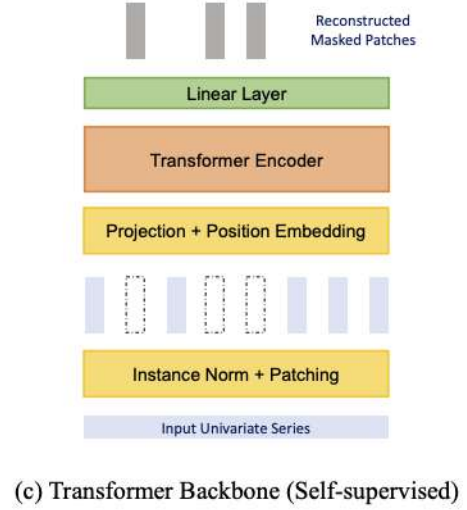 Reconstructed
Masked Patches
Linear Layer
Transformer Encoder
Projection + Position Embedding
Instance Norm + Patching
Input Univariate Series
(c) Transformer Backbone (Self-supervised)